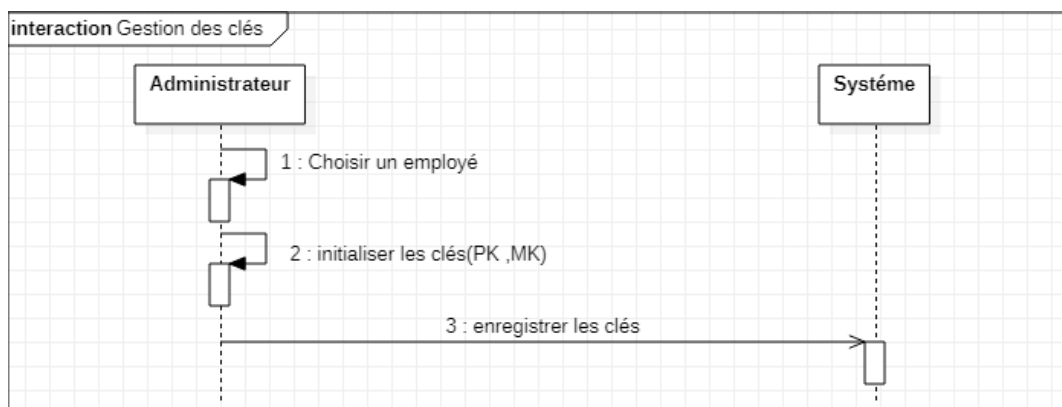 interaction Gestion des clés
Administrateur
Systéme
1 : Choisir un employé
2 : initialiser les clés(PK ,MK)
3 : enregistrer les clés